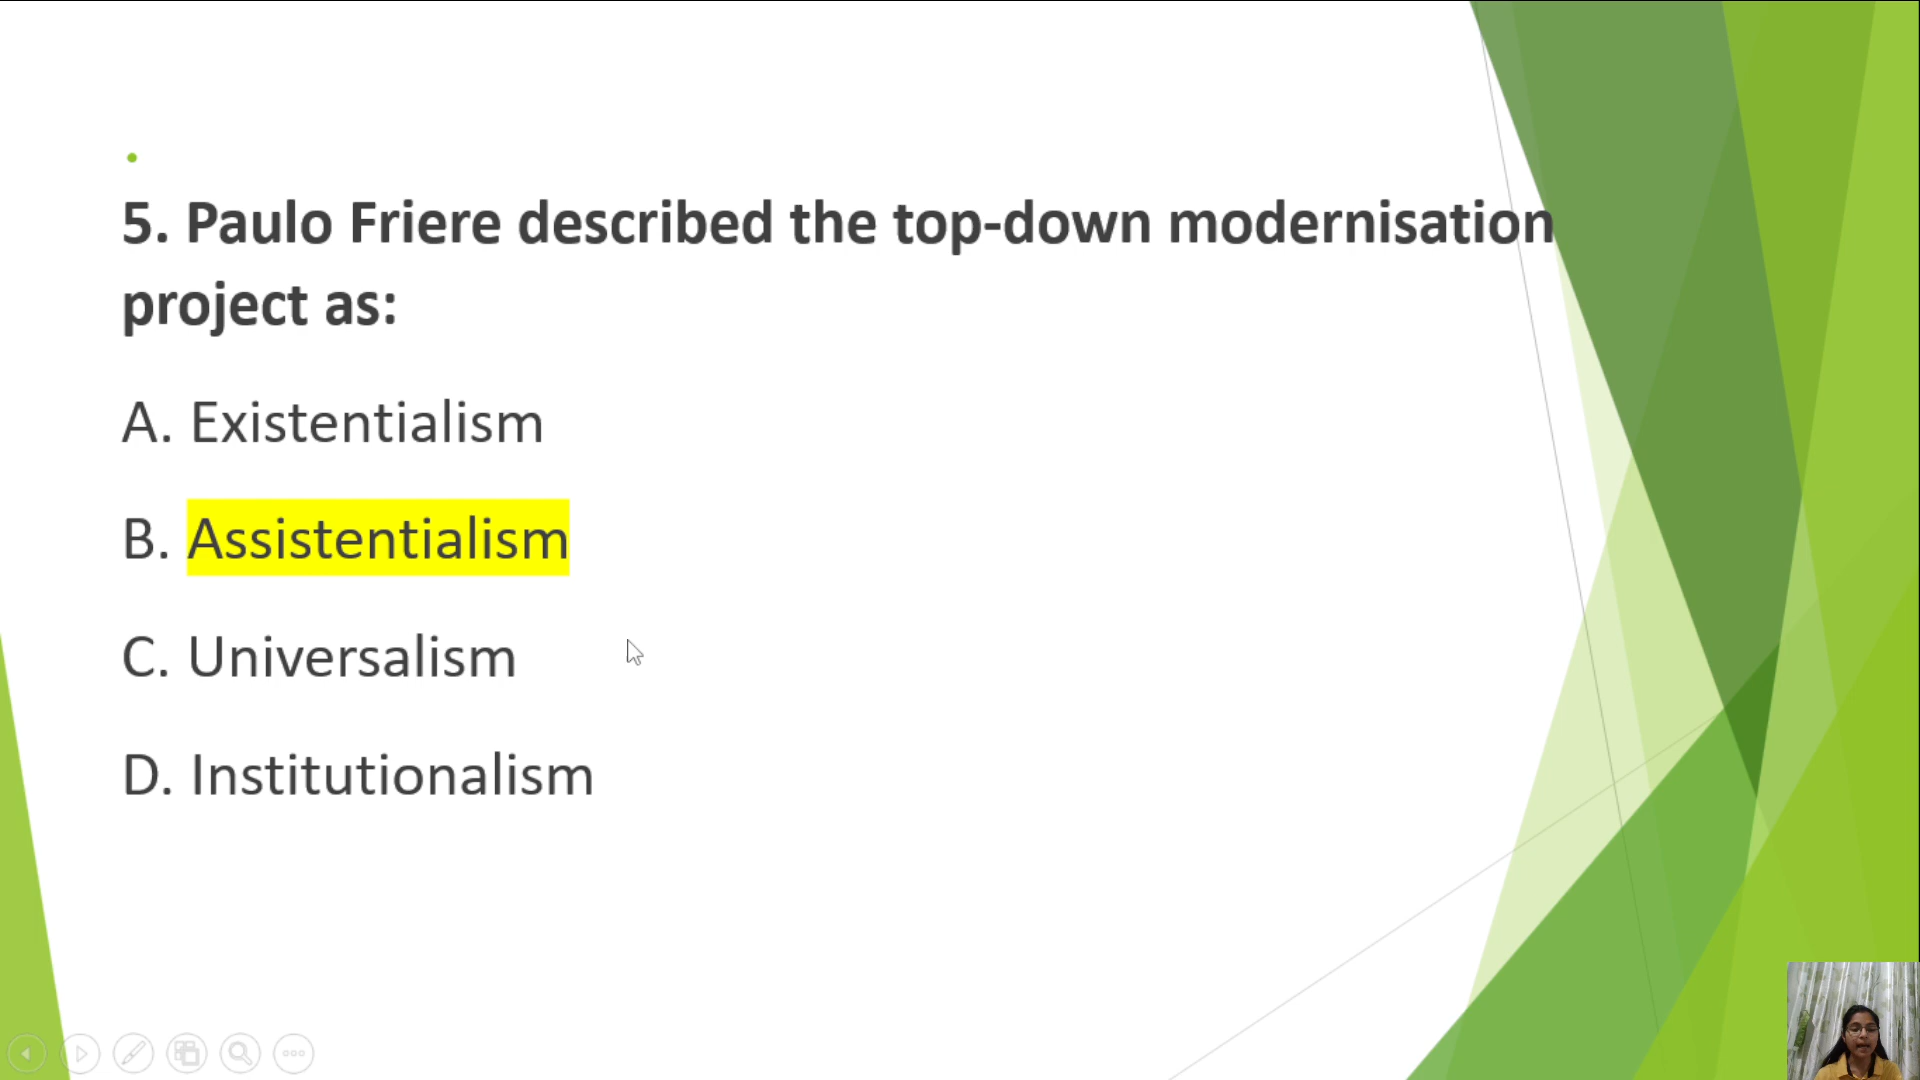 5. Paulo Friere described the top-down modernisation
project as:
A. Existentialism
B. Assistentialism
C. Universalism
D. Institutionalism